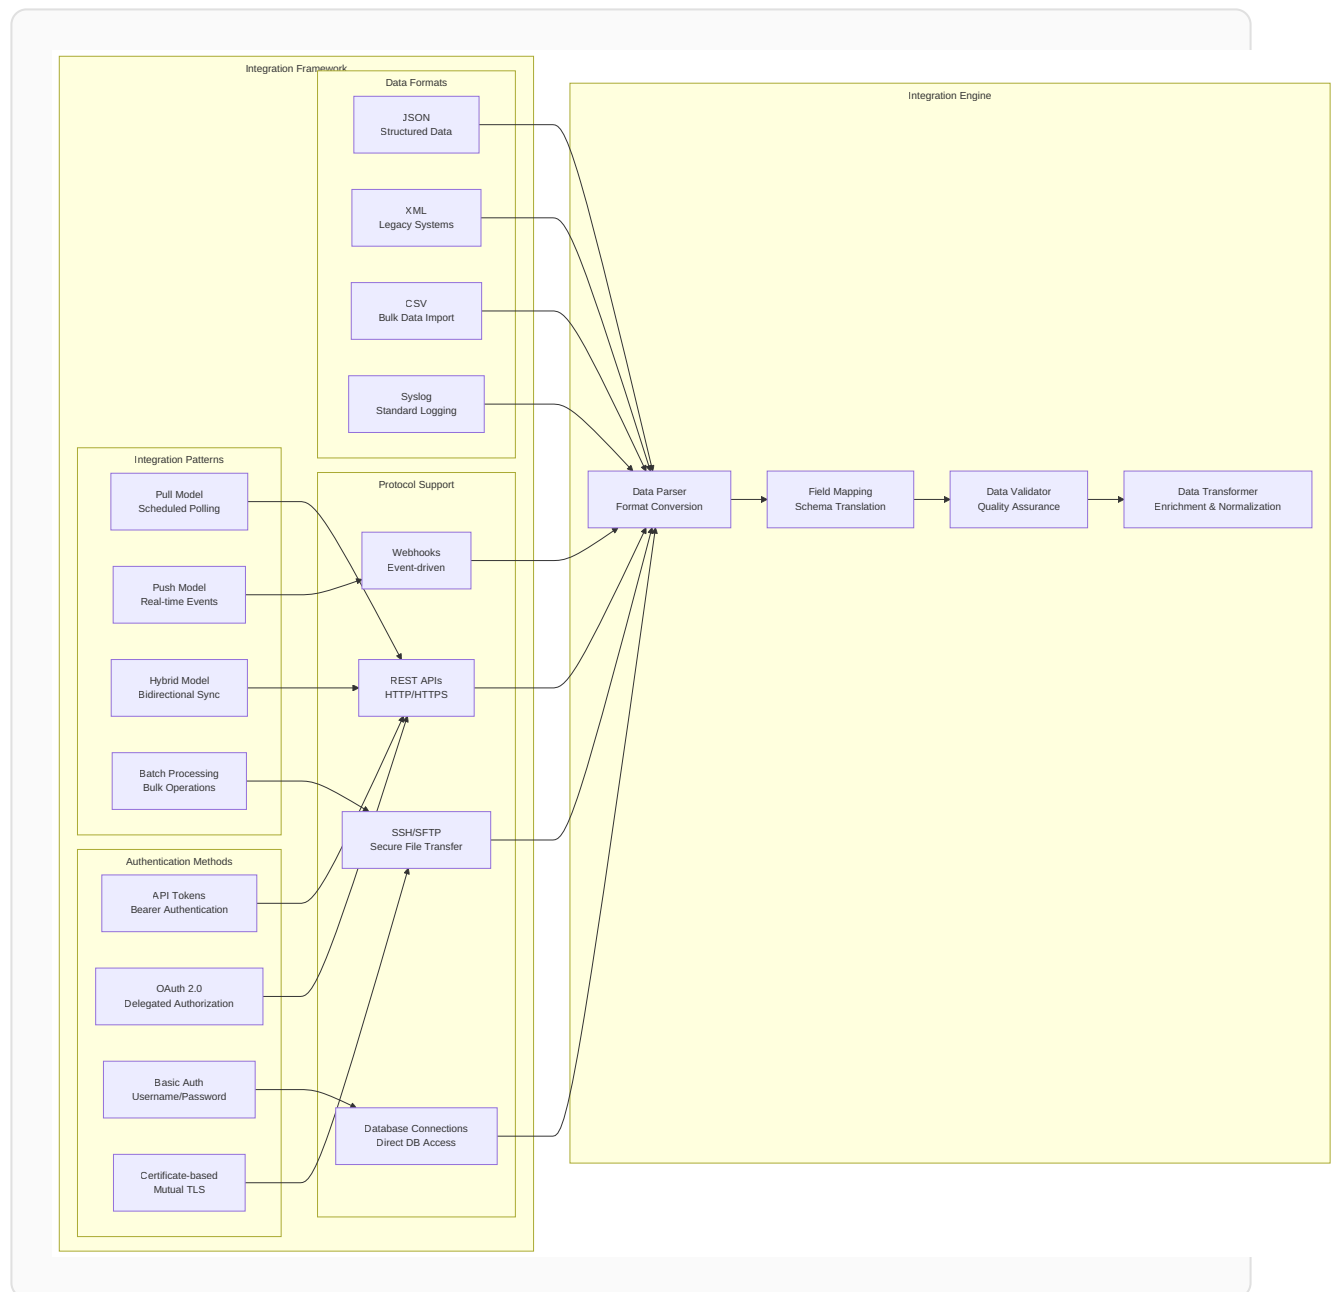 Integration Framework
Data Formats
JSON
Structured Data
XML
Legacy Systems
CSV
Bulk Data Import
Syslog
Standard Logging
Integration Patterns
Pull Model
Scheduled Polling
Push Model
Real-time Events
Hybrid Model
Bidirectional Sync
Batch Processing
Bulk Operations
Authentication Methods
API Tokens
Bearer Authentication
OAuth 2.0
Delegated Authorization
Basic Auth
Username/Password
Certificate-based
Mutual TLS
Protocol Support
Webhooks
Event-driven
REST APIs
HTTP/HTTPS
SSH/SFTP
Secure File Transfer
Database Connections
Direct DB Access
Integration Engine
Data Parser
Format Conversion
Field Mapping
Schema Translation
Data Validator
Quality Assurance
Data Transformer
Enrichment & Normalization